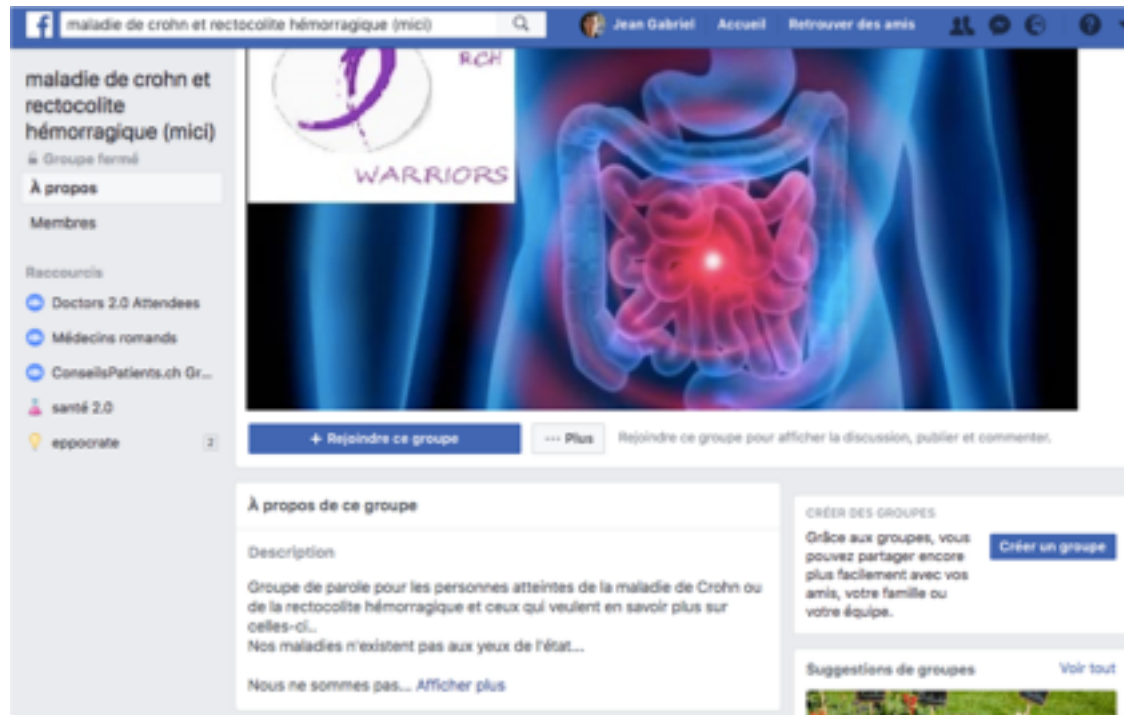 maladie de crohn et rectocolite hémorragique (mici)
Jean Gabriel
Accueil
Retrouver des amis
maladie de crohn et
rectocolite
hémorragique (mici)
Groupe fermé
À propos
Membres
Raccourcis
Doctors 2.0 Attendees
Médecins romands
ConseilsPatients.ch Gr...
santé 2.0
eppocrate
2
RCH
WARRIORS
+ Rejoindre ce groupe
... Plus
Rejoindre ce groupe pour afficher la discussion, publier et commenter.
À propos de ce groupe
Description
Groupe de parole pour les personnes atteintes de la maladie de Crohn ou
de la rectocolite hémorragique et ceux qui veulent en savoir plus sur
celles-ci..
Nos maladies n'existent pas aux yeux de l'état...
Nous ne sommes pas... Afficher plus
CRÉER DES GROUPES
Grâce aux groupes, vous
pouvez partager encore
plus facilement avec vos
amis, votre famille ou
votre équipe.
Créer un groupe
Suggestions de groupes
Voir tout